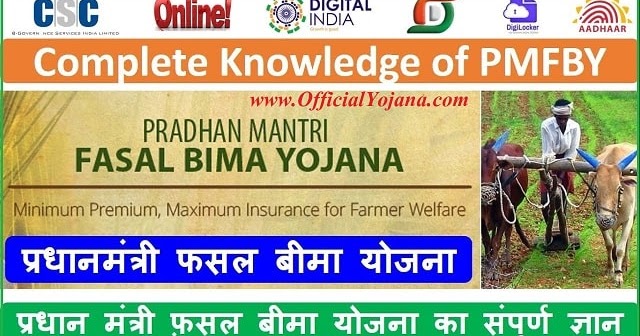 CSC Online! DIGITAL INDIA DigiLocker AADHAAR
Complete Knowledge of PMFBY
www.OfficialYojana.com
PRADHAN MANTRI
FASAL BIMA YOJANA
Minimum Premium, Maximum Insurance for Farmer Welfare
प्रधानमंत्री फसल बीमा योजना
प्रधान मंत्री फ़सल बीमा योजना का संपर्ण ज्ञान